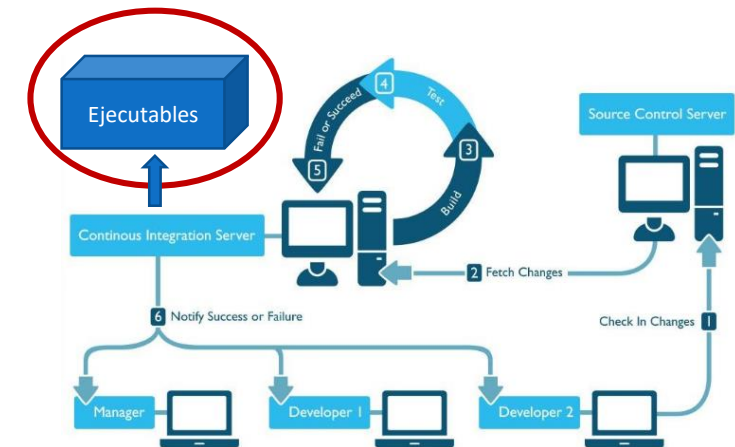 Ejecutables
4
Test
Fail or Succeed
3
5
Build
Source Control Server
Continous Integration Server
2 Fetch Changes
6 Notify Success or Failure
Check In Changes 1
Manager
Developer 1
Developer 2